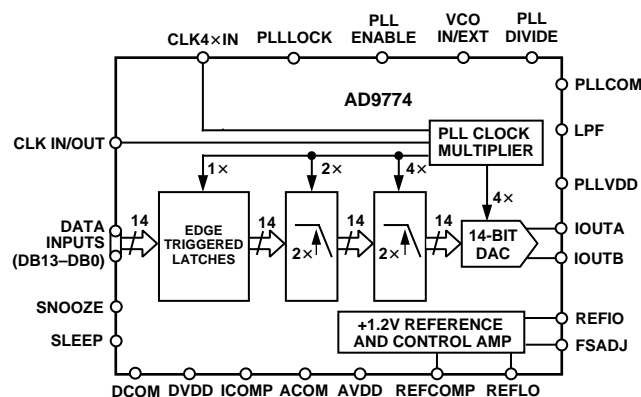 PLL
ENABLE
VCO
IN/EXT
PLL
DIVIDE
CLK4×IN
PLLLOCK
AD9774
PLLCOM
LPF
PLL CLOCK
MULTIPLIER
CLK IN/OUT
1×
2×
4×
4×
PLLVDD
DATA
INPUTS
(DB13–DB0)
14
EDGE
TRIGGERED
LATCHES
14
2×
14
2×
14
14-BIT
DAC
IOUTA
IOUTB
SNOOZE
SLEEP
+1.2V REFERENCE
AND CONTROL AMP
REFIO
FSADJ
DCOM
DVDD
ICOMP
ACOM
AVDD
REFCOMP
REFLO